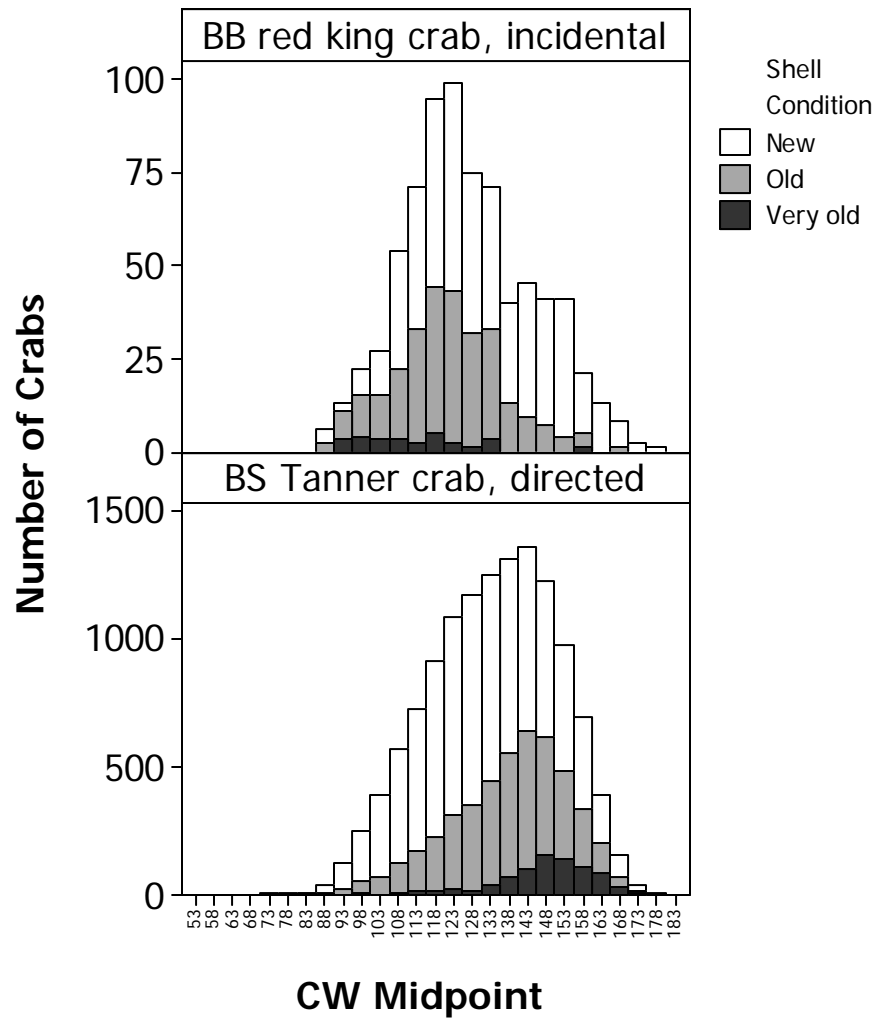 BB red king crab, incidental
100
75
50
25
0
Number of Crabs
BS Tanner crab, directed
1500
1000
500
0
53 58 63 68 73 78 83 88 93 98 103 108 113 118 123 128 133 138 143 148 153 158 163 168 173 178 183
CW Midpoint
Shell
Condition
New
Old
Very old